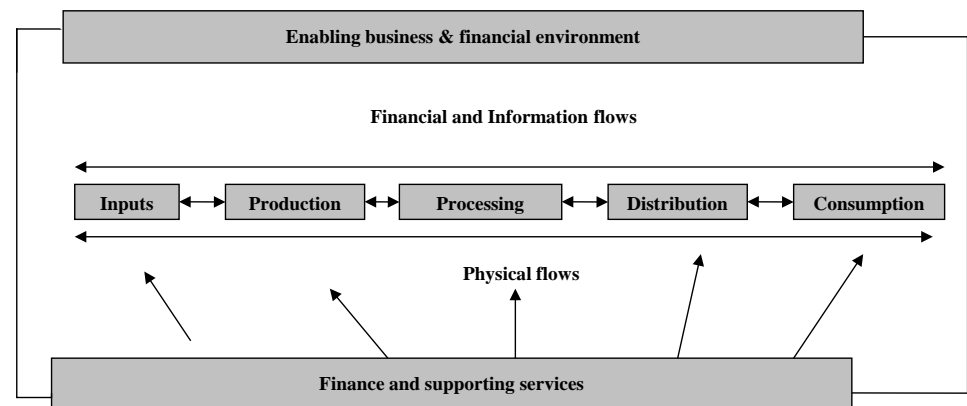 Enabling business & financial environment
Financial and Information flows
Inputs Production Processing Distribution Consumption
Physical flows
Finance and supporting services